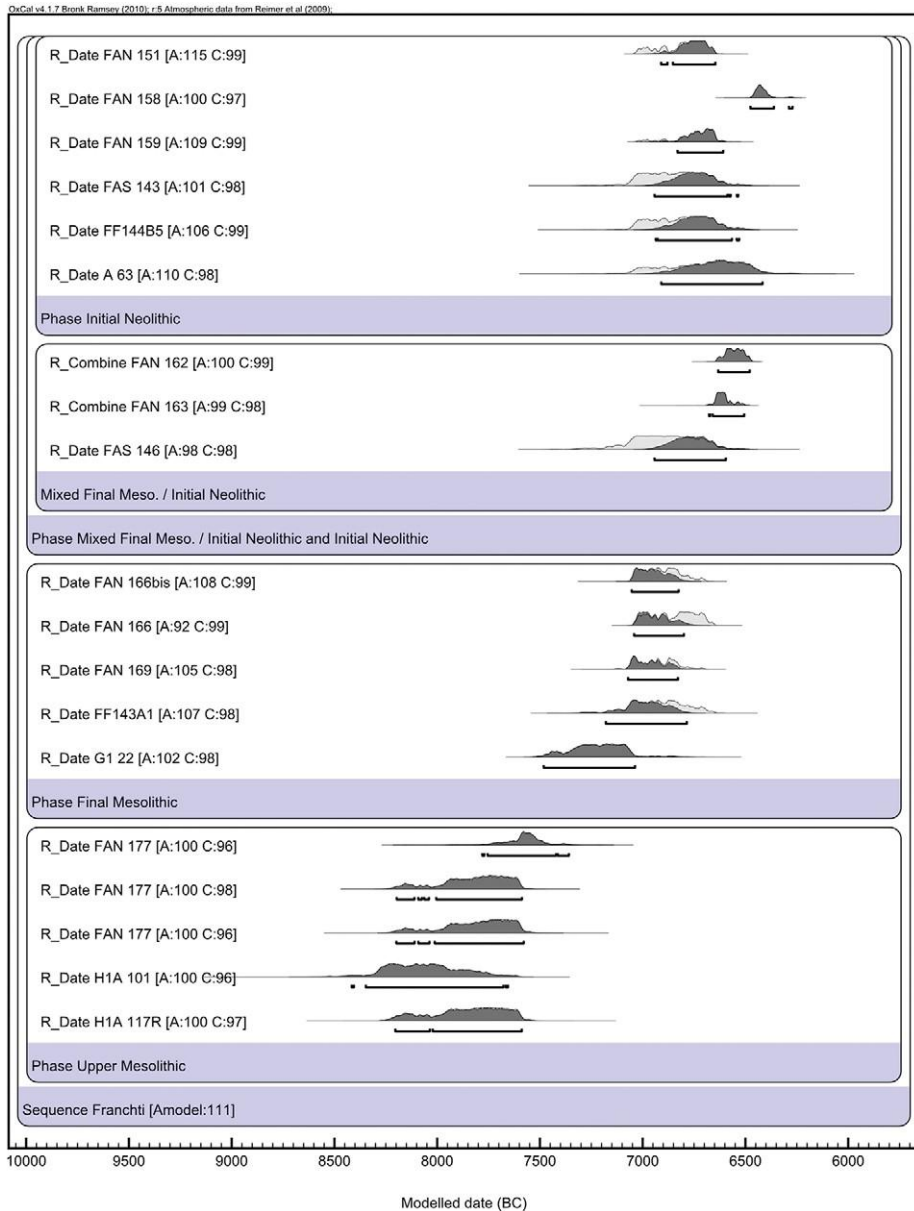 OxCal v4.1.7 Bronk Ramsey (2010); r:5 Atmospheric data from Reimer et al (2009);
R_Date FAN 151 [A:115 C:99]
R_Date FAN 158 [A:100 C:97]
R_Date FAN 159 [A:109 C:99]
R_Date FAS 143 [A:101 C:98]
R_Date FF144B5 [A:106 C:99]
R_Date A 63 [A:110 C:98]
Phase Initial Neolithic
R_Combine FAN 162 [A:100 C:99]
R_Combine FAN 163 [A:99 C:98]
R_Date FAS 146 [A:98 C:98]
Mixed Final Meso. / Initial Neolithic
Phase Mixed Final Meso. / Initial Neolithic and Initial Neolithic
R_Date FAN 166bis [A:108 C:99]
R_Date FAN 166 [A:92 C:99]
R_Date FAN 169 [A:105 C:98]
R_Date FF143A1 [A:107 C:98]
R_Date G1 22 [A:102 C:98]
Phase Final Mesolithic
R_Date FAN 177 [A:100 C:96]
R_Date FAN 177 [A:100 C:98]
R_Date FAN 177 [A:100 C:96]
R_Date H1A 101 [A:100 C:96]
R_Date H1A 117R [A:100 C:97]
Phase Upper Mesolithic
Sequence Franchti [Amodel:111]
10000 9500 9000 8500 8000 7500 7000 6500 6000
Modelled date (BC)